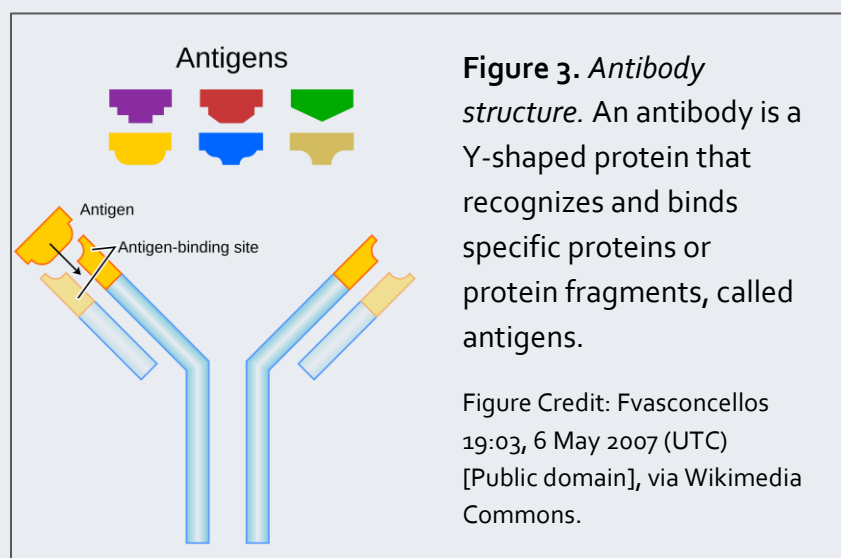 Antigens
Antigen
Antigen-binding site
Figure 3. Antibody
structure. An antibody is a
Y-shaped protein that
recognizes and binds
specific proteins or
protein fragments, called
antigens.
Figure Credit: Fvasconcellos
19:03, 6 May 2007 (UTC)
[Public domain], via Wikimedia
Commons.